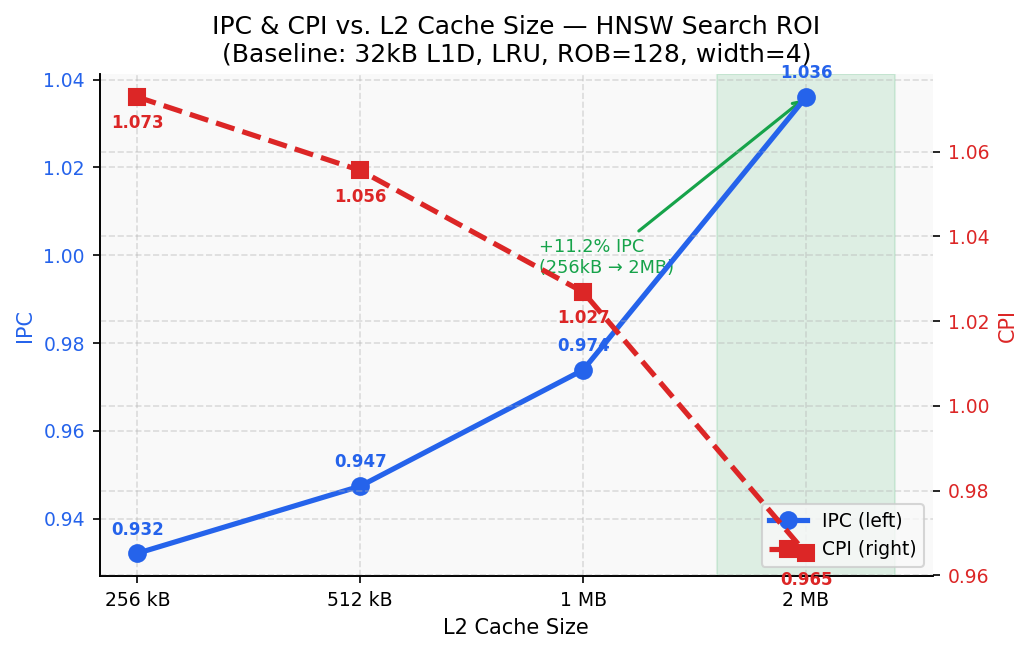 IPC & CPI vs. L2 Cache Size — HNSW Search ROI
(Baseline: 32kB L1D, LRU, ROB=128, width=4)
1.04
1.02
1.00
0.98
0.96
0.94
IPC
1.036
1.073
1.056
+11.2% IPC
(256kB → 2MB)
1.027
0.974
0.947
0.932
0.965
1.06
1.04
1.02
1.00
0.98
0.96
CPI
IPC (left)
CPI (right)
256 kB
512 kB
1 MB
2 MB
L2 Cache Size